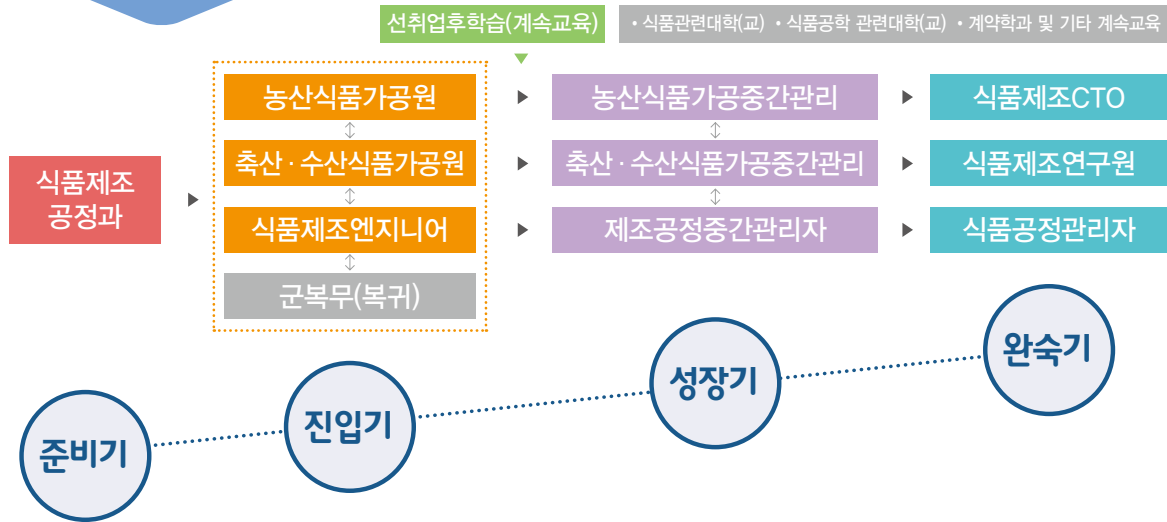 선취업후학습(계속교육)
• 식품관련대학(교) • 식품공학 관련대학(교) • 계약학과 및 기타 계속교육
농산식품가공원
농산식품가공중간관리
식품제조CTO
축산 · 수산식품가공원
축산 · 수산식품가공중간관리
식품제조연구원
식품제조
공정과
식품제조엔지니어
제조공정중간관리자
식품공정관리자
군복무(복귀)
준비기
진입기
성장기
완숙기